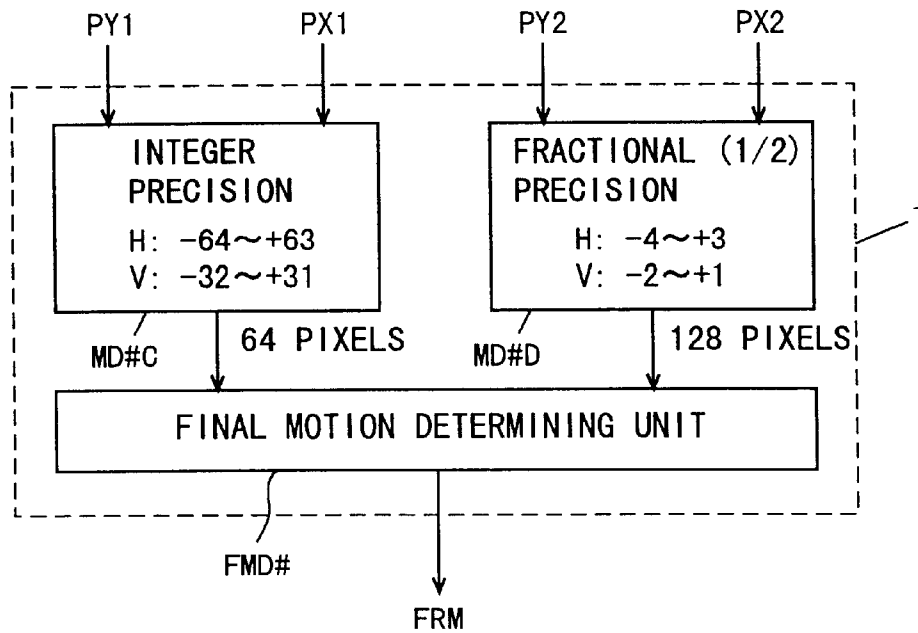 PY1 PX1 PY2 PX2
INTEGER
PRECISION
H: -64~+63
V: -32~+31
FRACTIONAL (1/2)
PRECISION
H: -4~+3
V: -2~+1
MD#C
64 PIXELS
MD#D
128 PIXELS
FINAL MOTION DETERMINING UNIT
FMD#
FRM